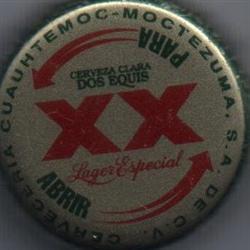 CERVECERIA CUAUHTEMOC-MOCTEZUMA, S.A. DE C.V.
PARA
CERVEZA CLARA
DOS EQUIS
XX
Lager Especial
ABRIR